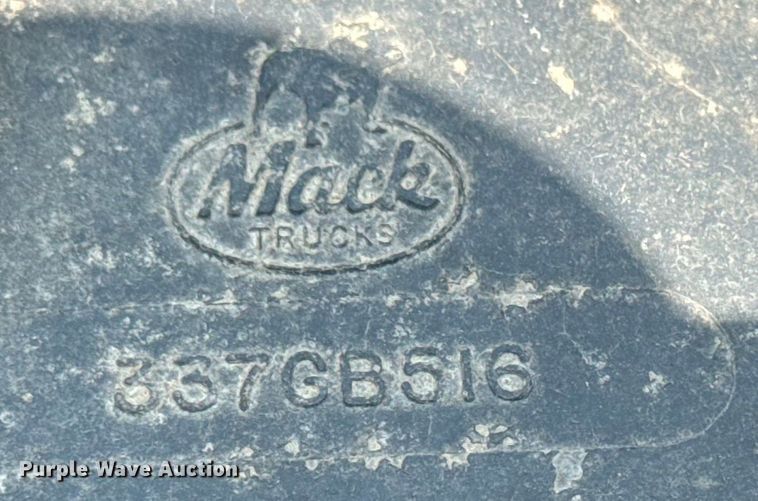 Mack
TRUCKS
337GB516
Purple Wave Auction